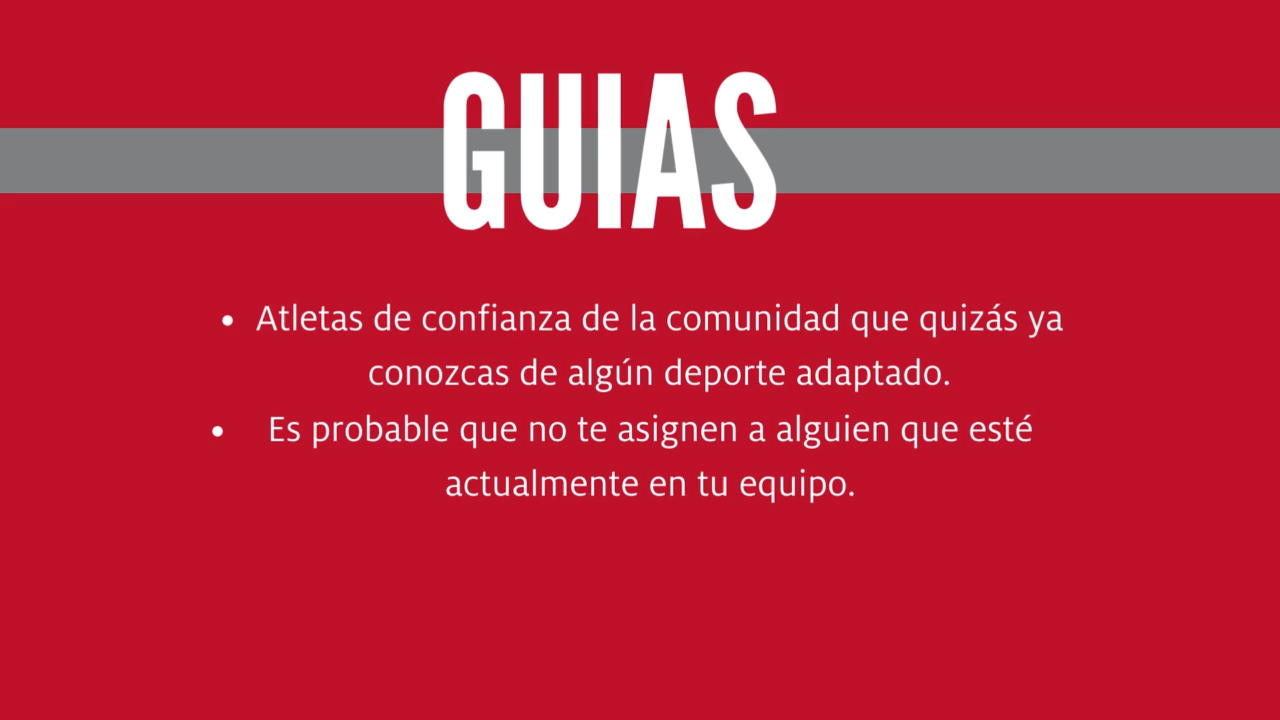 GUIAS
• Atletas de confianza de la comunidad que quizás ya
conozcas de algún deporte adaptado.
• Es probable que no te asignen a alguien que esté
actualmente en tu equipo.